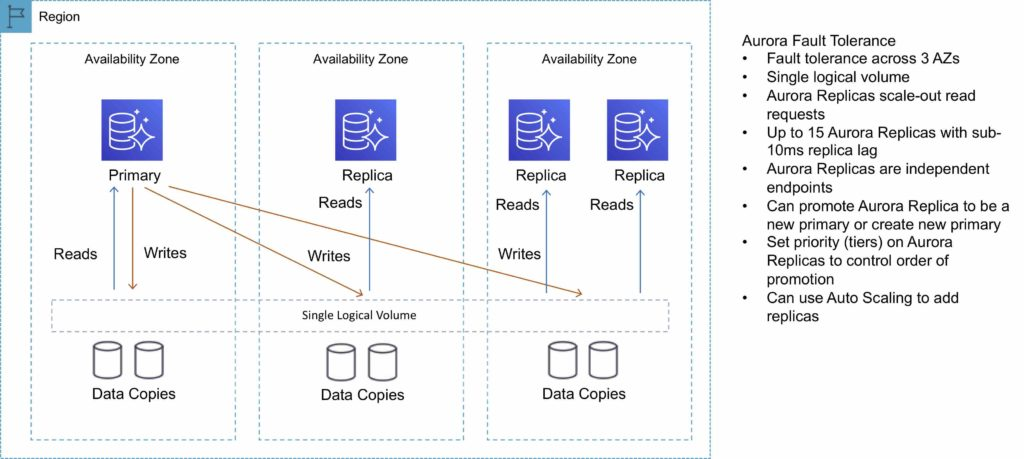 Region
Availability Zone
Availability Zone
Availability Zone
Primary
Replica
Replica
Replica
Reads
Writes
Reads
Writes
Reads
Writes
Reads
Single Logical Volume
Data Copies
Data Copies
Data Copies
Aurora Fault Tolerance
• Fault tolerance across 3 AZs
• Single logical volume
• Aurora Replicas scale-out read
requests
• Up to 15 Aurora Replicas with sub-
10ms replica lag
• Aurora Replicas are independent
endpoints
• Can promote Aurora Replica to be a
new primary or create new primary
• Set priority (tiers) on Aurora
Replicas to control order of
promotion
• Can use Auto Scaling to add
replicas